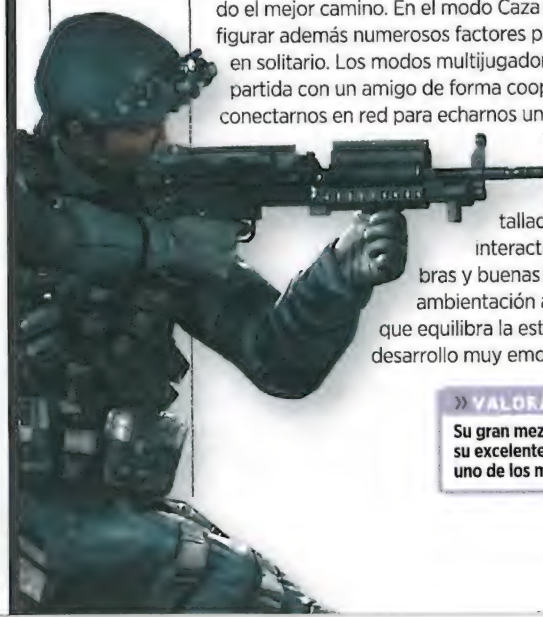 do el mejor camino. En el modo Caza
figurar además numerosos factores p
en solitario. Los modos multijugador
partida con un amigo de forma coop
conectarnos en red para echarnos un
tallad
interact
bras y buenas
ambientación a
que equilibra la est
desarrollo muy emo
» VALORA
Su gran mez
su excelente
uno de los m